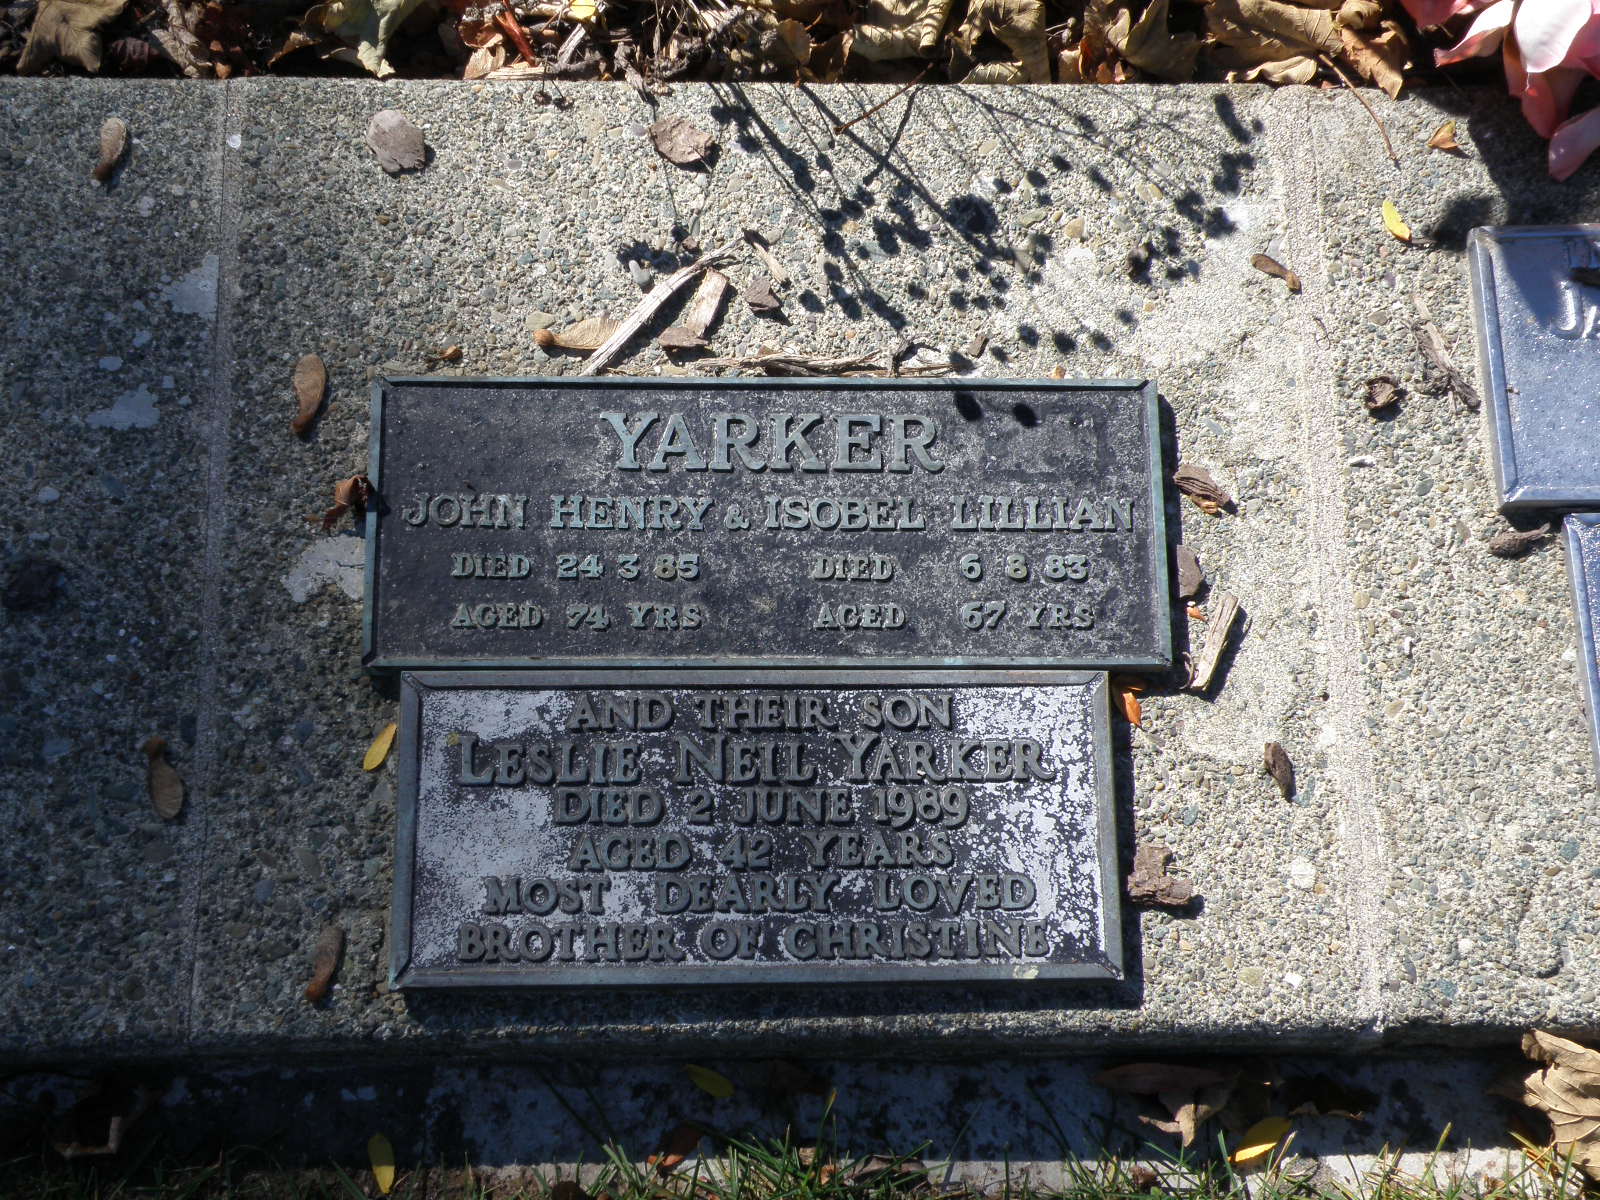 YARKER
JOHN HENRY & ISOBEL LILLIAN
DIED 24 3 85 DIED 6 8 83
AGED 74 YRS AGED 67 YRS
AND THEIR SON
LESLIE NEIL YARKER
DIED 2 JUNE 1989
AGED 42 YEARS
MOST DEARLY LOVED
BROTHER OF CHRISTINE